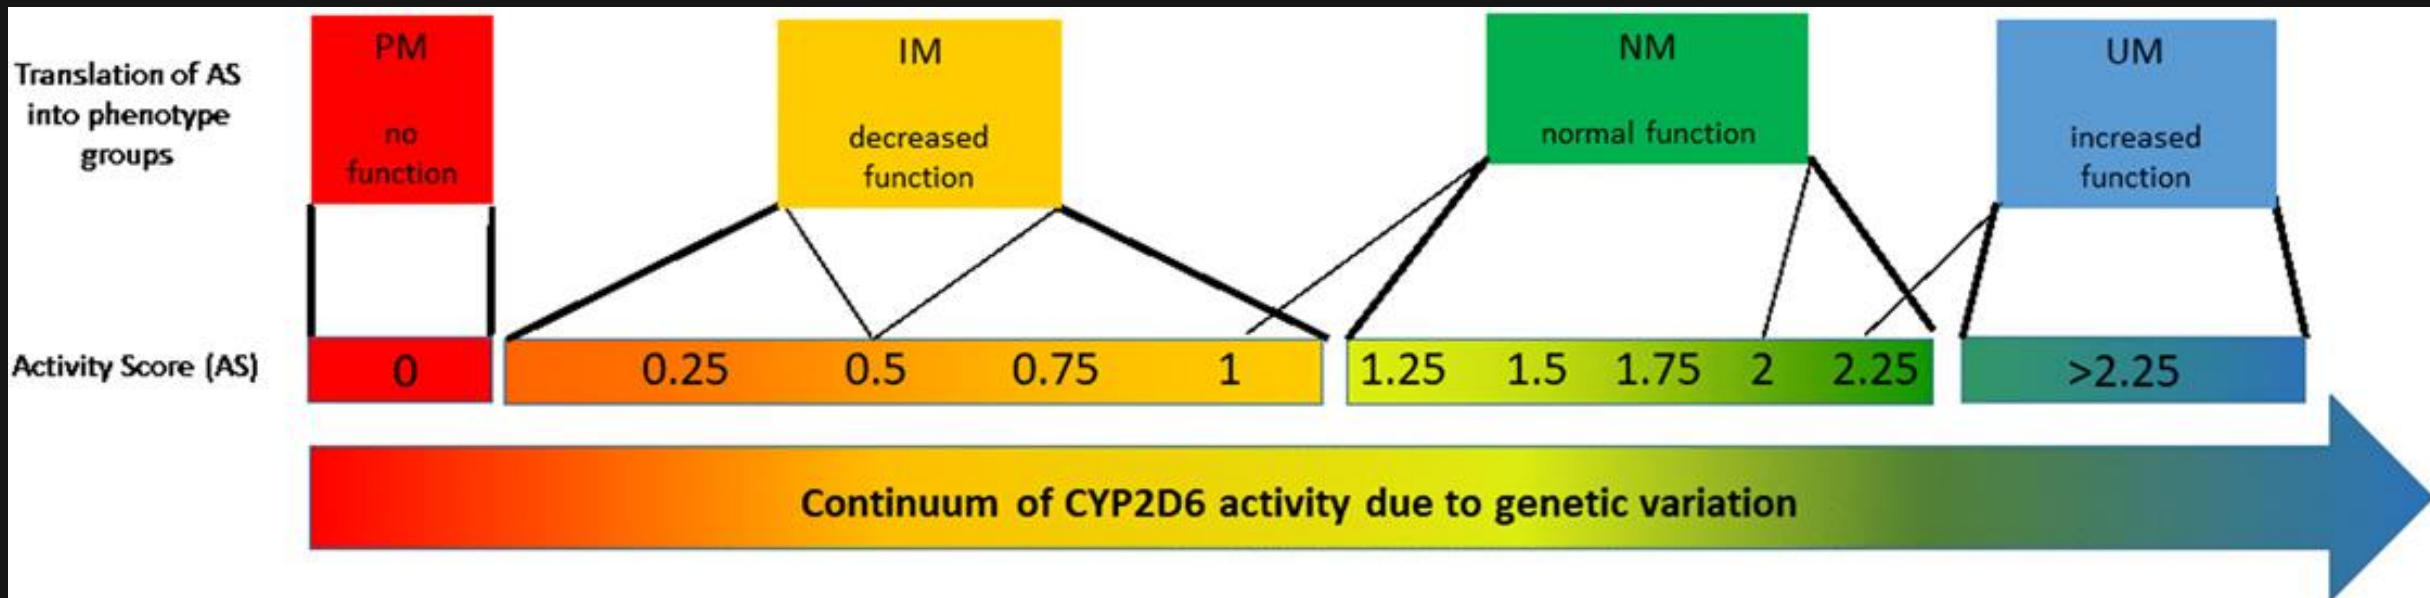 Translation of AS
into phenotype
groups
PM
no
function
IM
decreased
function
NM
normal function
UM
increased
function
Activity Score (AS)
0
0.25 0.5 0.75 1
1.25 1.5 1.75 2 2.25
>2.25
Continuum of CYP2D6 activity due to genetic variation